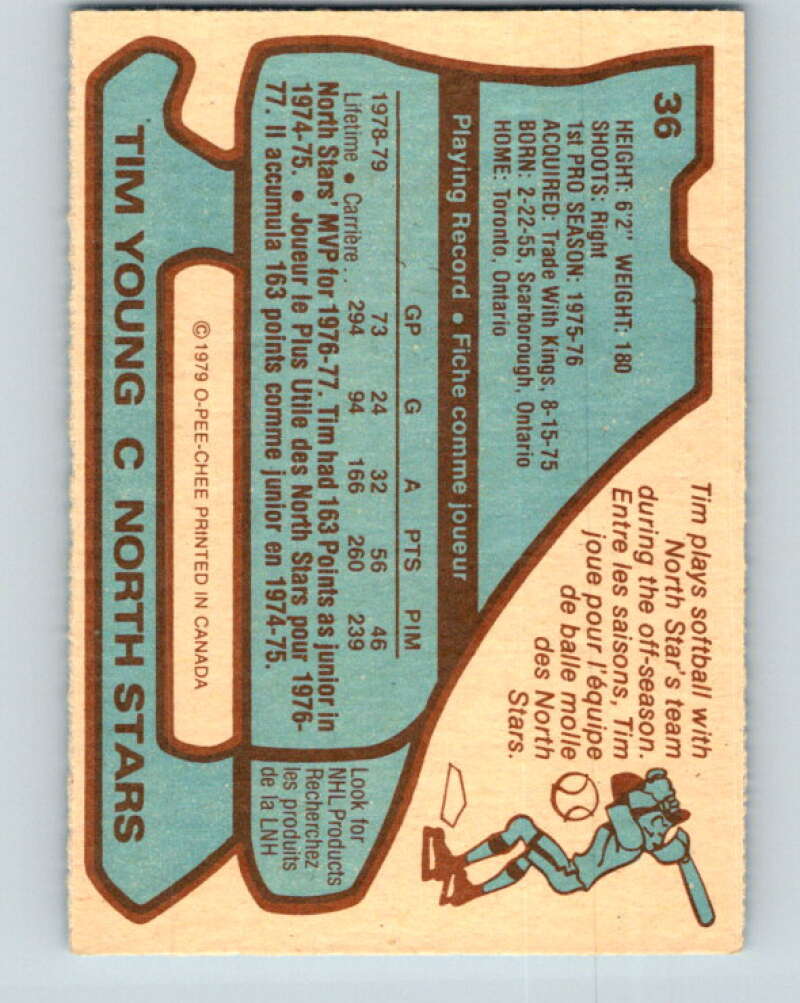 36
HEIGHT: 6'2" WEIGHT: 180
SHOOTS: Right
1st PRO SEASON: 1975-76
ACQUIRED: Trade With Kings, 8-15-75
BORN: 2-22-55, Scarborough, Ontario
HOME: Toronto, Ontario
Tim plays softball with
North Star's team
during the off-season.
Entre les saisons, Tim
joue pour l'équipe
de balle molle
des North
Stars.
Playing Record • Fiche comme joueur
GP G A PTS PIM
1978-79 73 24 32 56 46
Lifetime • Carrière . . 294 94 166 260 239
North Stars' MVP for 1976-77. Tim had 163 Points as junior in
1974-75. • Joueur le Plus Utile des North Stars pour 1976-
77. Il accumula 163 points comme junior en 1974-75.
Look for
NHL Products
Recherchez
les produits
de la LNH
© 1979 O-PEE-CHEE PRINTED IN CANADA
TIM YOUNG C NORTH STARS